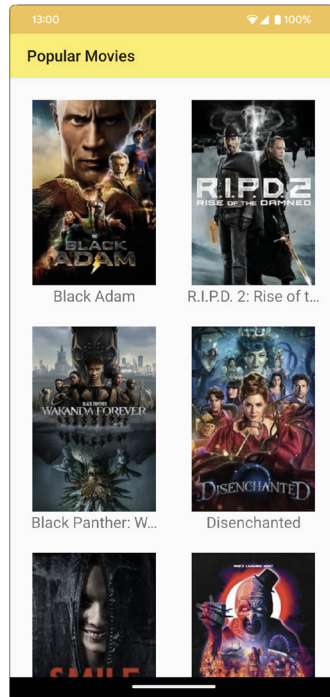 13:00
100%
Popular Movies
BLACK
ADAM
R.I.P.D.2
RISE OF THE DAMNED
Black Adam
R.I.P.D. 2: Rise of t...
BLACK PANTHER
WAKANDA FOREVER
DISENCHANTED
Black Panther: W...
Disenchanted
SMILE